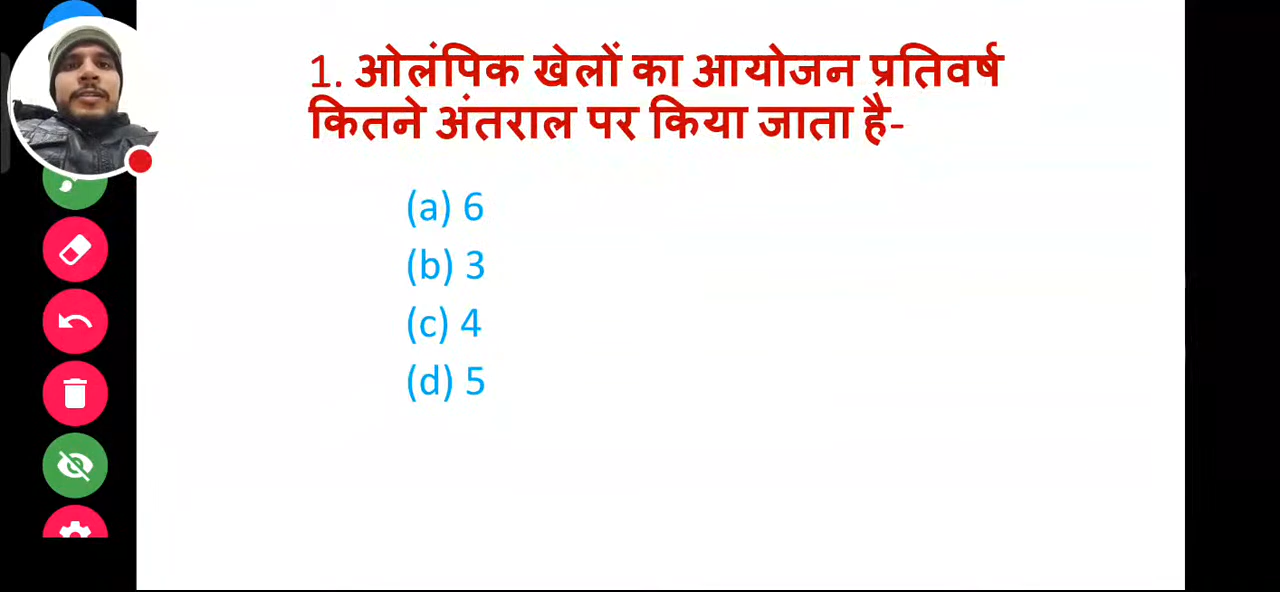 1. ओलंपिक खेलों का आयोजन प्रतिवर्ष
कितने अंतराल पर किया जाता है-
(a) 6
(b) 3
(c) 4
(d) 5